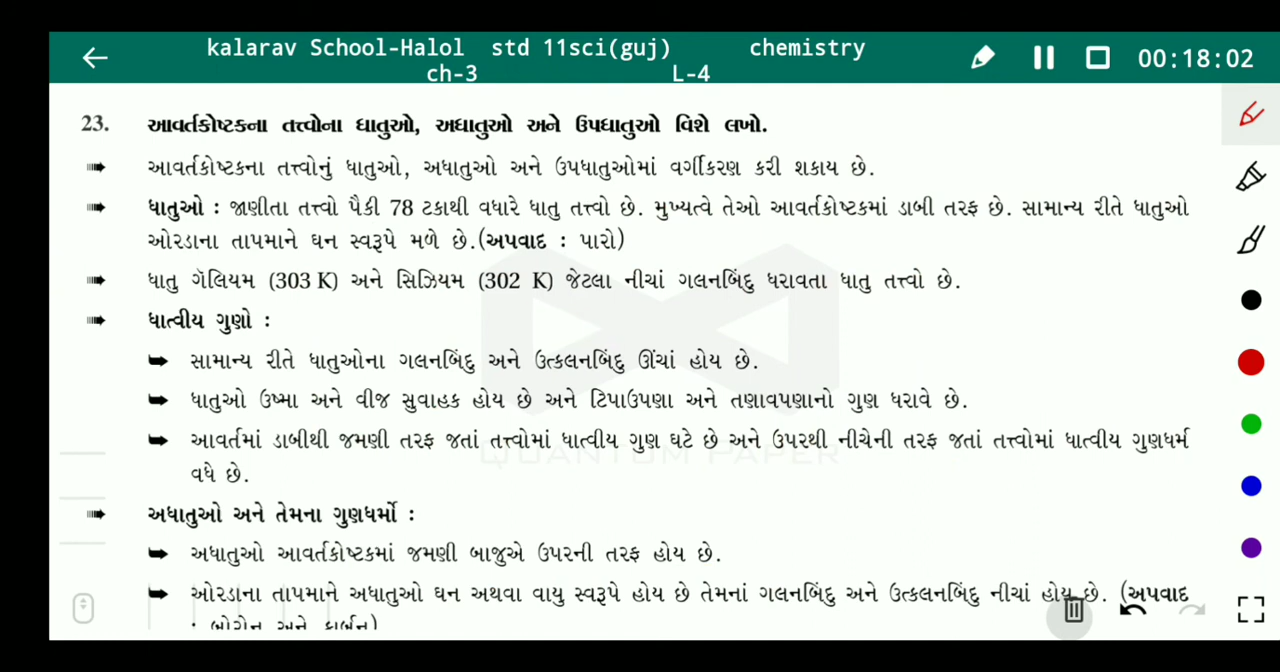 kalarav School-Halol std 11sci(guj) chemistry
ch-3 L-4
00:18:02
23. આવર્તકોષ્ટકના તત્ત્વોના ધાતુઓ, અધાતુઓ અને ઉપધાતુઓ વિશે લખો.
આવર્તકોષ્ટકના તત્ત્વોનું ધાતુઓ, અધાતુઓ અને ઉપધાતુઓમાં વર્ગીકરણ કરી શકાય છે.
ધાતુઓ : જાણીતા તત્ત્વો પૈકી 78 ટકાથી વધારે ધાતુ તત્ત્વો છે. મુખ્યત્વે તેઓ આવર્તકોષ્ટકમાં ડાબી તરફ છે. સામાન્ય રીતે ધાતુઓ
ઓરડાના તાપમાને ઘન સ્વરૂપે મળે છે.(અપવાદ : પારો)
ધાતુ ગૅલિયમ (303 K) અને સિઝિયમ (302 K) જેટલા નીચાં ગલનબિંદુ ધરાવતા ધાતુ તત્ત્વો છે.
ધાત્વીય ગુણો :
સામાન્ય રીતે ધાતુઓના ગલનબિંદુ અને ઉત્કલનબિંદુ ઊંચાં હોય છે.
ધાતુઓ ઉષ્મા અને વીજ સુવાહક હોય છે અને ટિપાઉપણા અને તણાવપણાનો ગુણ ધરાવે છે.
આવર્તમાં ડાબીથી જમણી તરફ જતાં તત્ત્વોમાં ધાત્વીય ગુણ ઘટે છે અને ઉપરથી નીચેની તરફ જતાં તત્ત્વોમાં ધાત્વીય ગુણધર્મ
વધે છે.
QUANTUM PAPER
અધાતુઓ અને તેમના ગુણધર્મો :
અધાતુઓ આવર્તકોષ્ટકમાં જમણી બાજુએ ઉપરની તરફ હોય છે.
ઓરડાના તાપમાને અધાતુઓ ઘન અથવા વાયુ સ્વરૂપે હોય છે તેમનાં ગલનબિંદુ અને ઉત્કલનબિંદુ નીચાં હોય છે. (અપવાદ
: બોરોન અને કાર્બન)